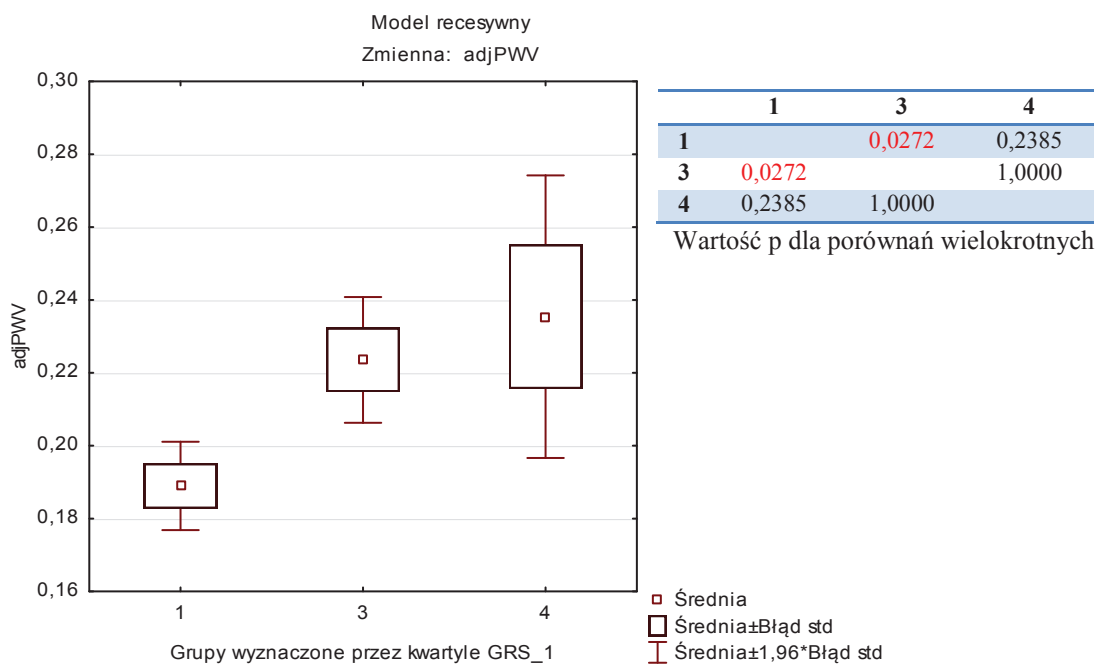 Model recesywny
Zmienna: adjPWV
0,30
0,28
0,26
0,24
0,22
0,20
0,18
0,16
adjPWV
1 3 4
Grupy wyznaczone przez kwartyle GRS_1
1 3 4
1 0,0272 0,2385
3 0,0272 1,0000
4 0,2385 1,0000
Wartość p dla porównań wielokrotnych
Średnia
Średnia±Błąd std
Średnia±1,96*Błąd std